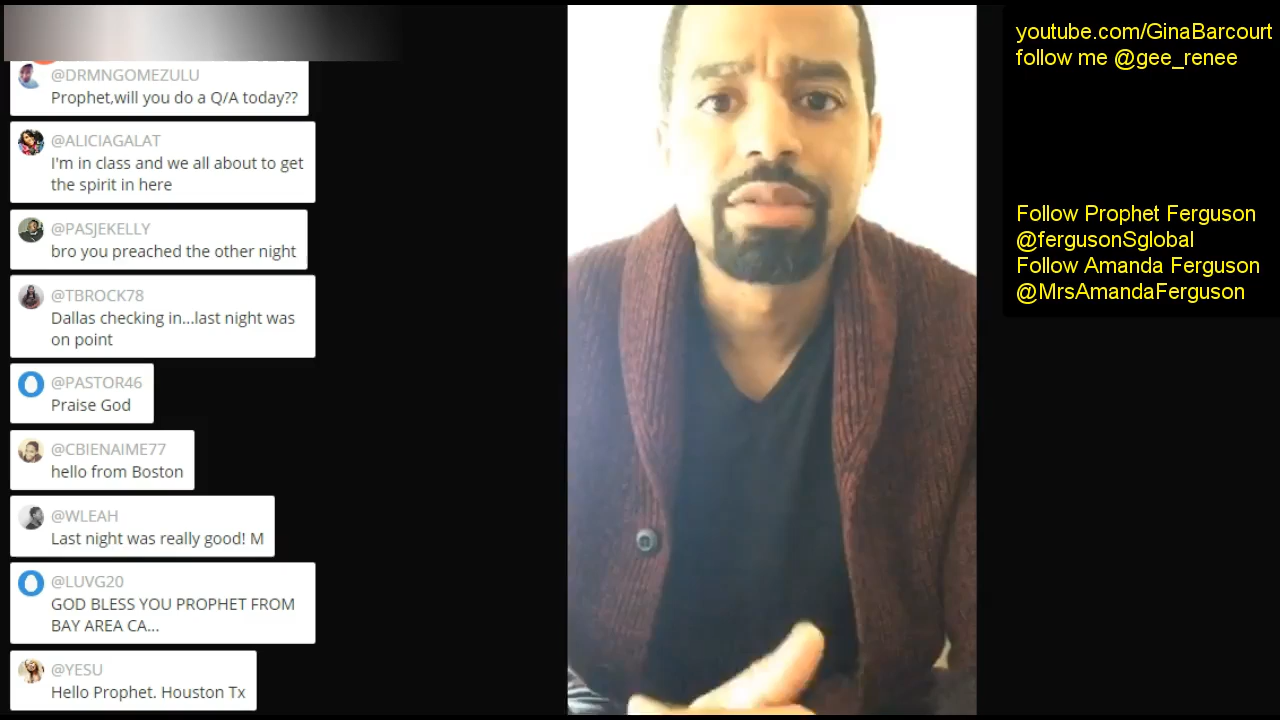 @DRMNGOMEZULU
Prophet,will you do a Q/A today??
@ALICIAGALAT
I'm in class and we all about to get
the spirit in here
@PASJEKELLY
bro you preached the other night
@TBROCK78
Dallas checking in...last night was
on point
@PASTOR46
Praise God
@CBIENAIME77
hello from Boston
@WLEAH
Last night was really good! M
@LUVG20
GOD BLESS YOU PROPHET FROM
BAY AREA CA...
@YESU
Hello Prophet. Houston Tx
youtube.com/GinaBarcourt
follow me @gee_renee
Follow Prophet Ferguson
@fergusonSglobal
Follow Amanda Ferguson
@MrsAmandaFerguson